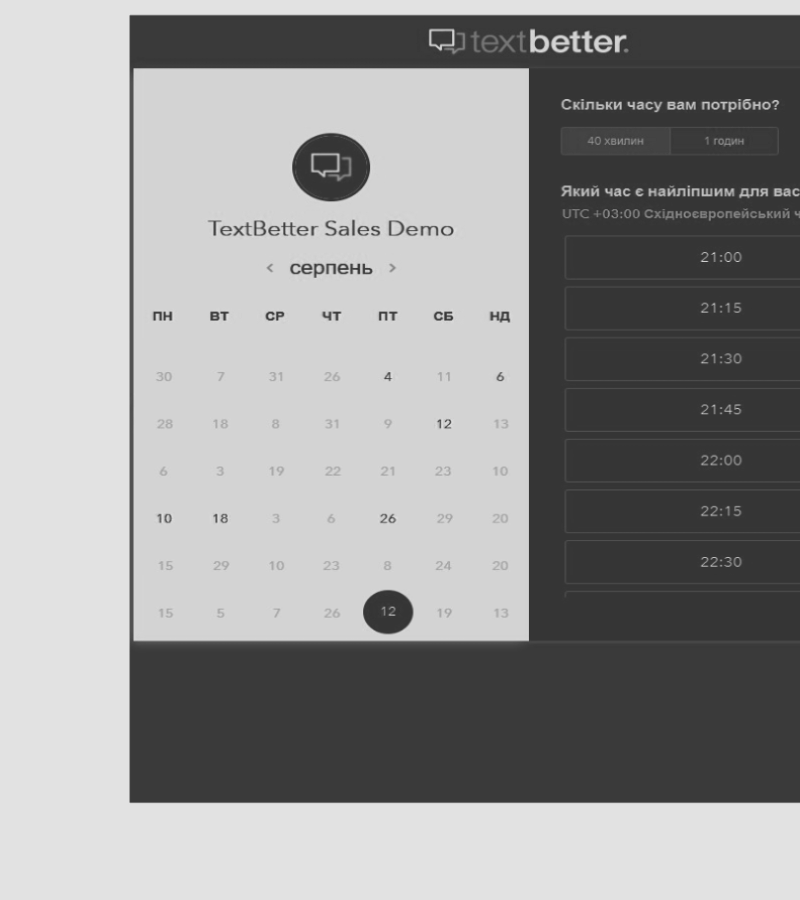 textbetter.
TextBetter Sales Demo
‹ серпень ›
ПН ВТ СР ЧТ ПТ СБ НД
30 7 31 26 4 11 6
28 18 8 31 9 12 13
6 3 19 22 21 23 10
10 18 3 6 26 29 20
15 29 10 23 8 24 20
15 5 7 26 12 19 13
Скільки часу вам потрібно?
40 хвилин 1 годин
Який час є найліпшим для вас
UTC +03:00 Східноєвропейський ч
21:00
21:15
21:30
21:45
22:00
22:15
22:30